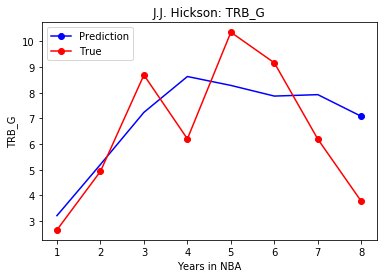 J.J. Hickson: TRB_G
Prediction
True
TRB_G
10
9
8
7
6
5
4
3
1 2 3 4 5 6 7 8
Years in NBA